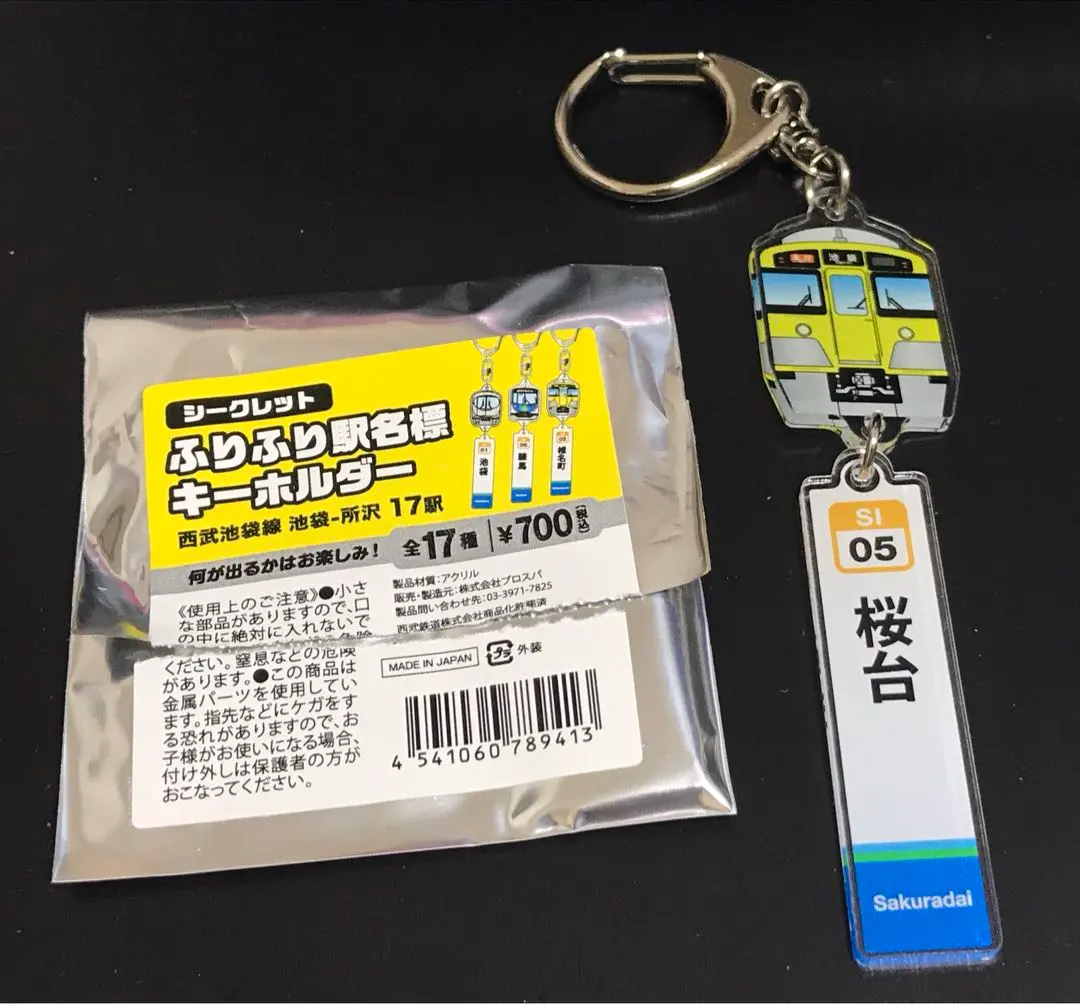 シークレット
ふりふり駅名標
キーホルダー
西武池袋線 池袋-所沢 17駅
何が出るかはお楽しみ!
全17種 ¥700(税込)
01
池袋
06
練馬
03
椎名町
《使用上のご注意》●小さ
な部品がありますので、口
の中に絶対に入れないで
ください。窒息などの危険
があります。●この商品は
金属パーツを使用してい
ます。指先などにケガをす
る恐れがありますので、お
子様がお使いになる場合、
付け外しは保護者の方が
おこなってください。
製品材質:アクリル
販売・製造元:株式会社プロスパ
製品問い合わせ先:03-3971-7825
西武鉄道株式会社商品化許諾済
MADE IN JAPAN
プラ 外装
4 541060 789413
急行
池袋
SI
05
桜台
Sakuradai